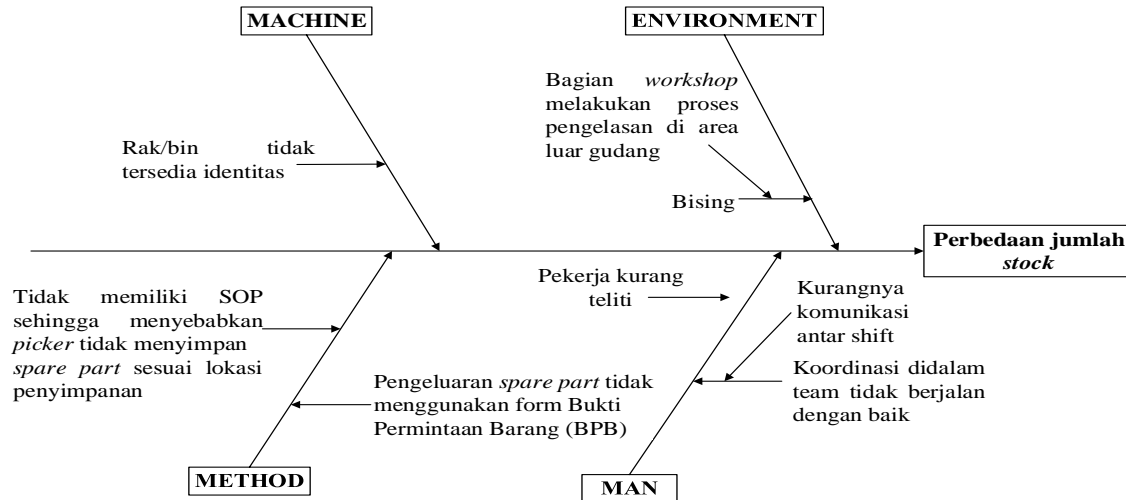 MACHINE
ENVIRONMENT
Bagian workshop
melakukan proses
pengelasan di area
luar gudang
Rak/bin tidak
tersedia identitas
Bising
Perbedaan jumlah
stock
Pekerja kurang
teliti
Tidak memiliki SOP
sehingga menyebabkan
picker tidak menyimpan
spare part sesuai lokasi
penyimpanan
Kurangnya
komunikasi
antar shift
Koordinasi didalam
team tidak berjalan
dengan baik
Pengeluaran spare part tidak
menggunakan form Bukti
Permintaan Barang (BPB)
METHOD
MAN